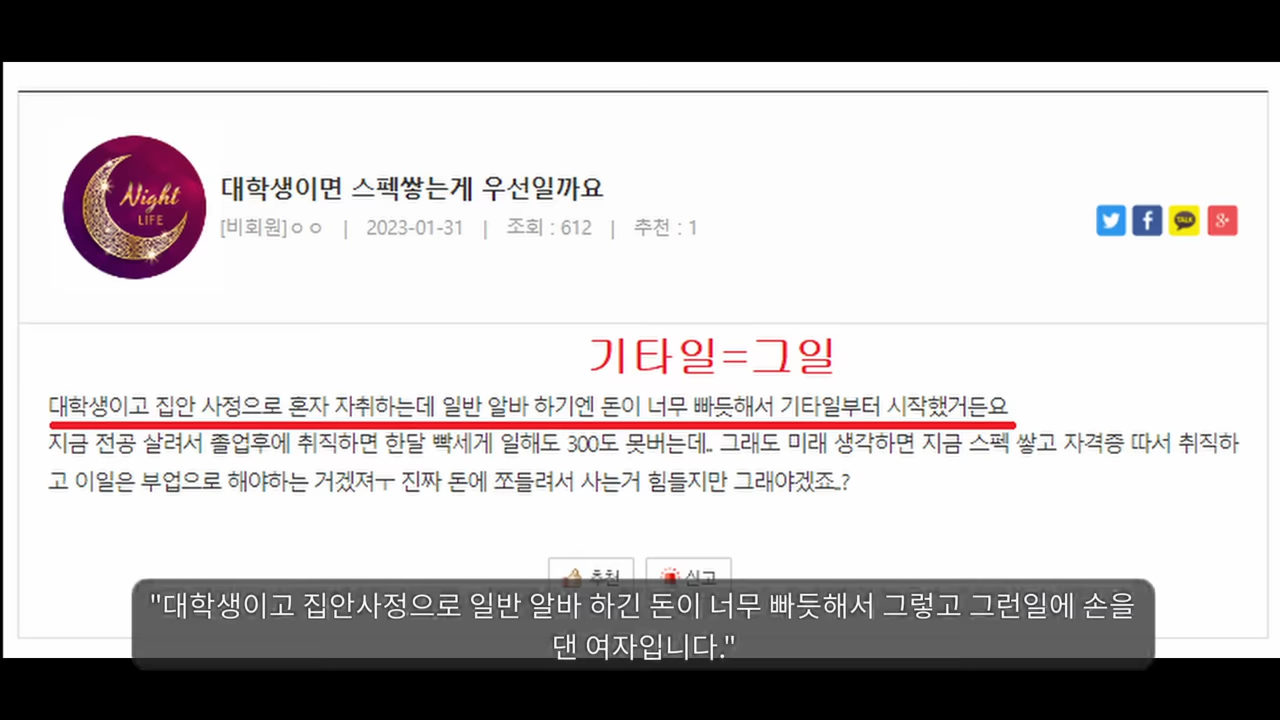 Night
LIFE
대학생이면 스펙쌓는게 우선일까요
[비회원]ㅇㅇ | 2023-01-31 | 조회 : 612 | 추천 : 1
TALK
기타일=그일
대학생이고 집안 사정으로 혼자 자취하는데 일반 알바 하기엔 돈이 너무 빠듯해서 기타일부터 시작했거든요
지금 전공 살려서 졸업후에 취직하면 한달 빡세게 일해도 300도 못버는데.. 그래도 미래 생각하면 지금 스펙 쌓고 자격증 따서 취직하
고 이일은 부업으로 해야하는 거겠져ㅜ 진짜 돈에 쪼들려서 사는거 힘들지만 그래야겠죠..?
추천 신고
"대학생이고 집안사정으로 일반 알바 하긴 돈이 너무 빠듯해서 그렇고 그런일에 손을
댄 여자입니다."